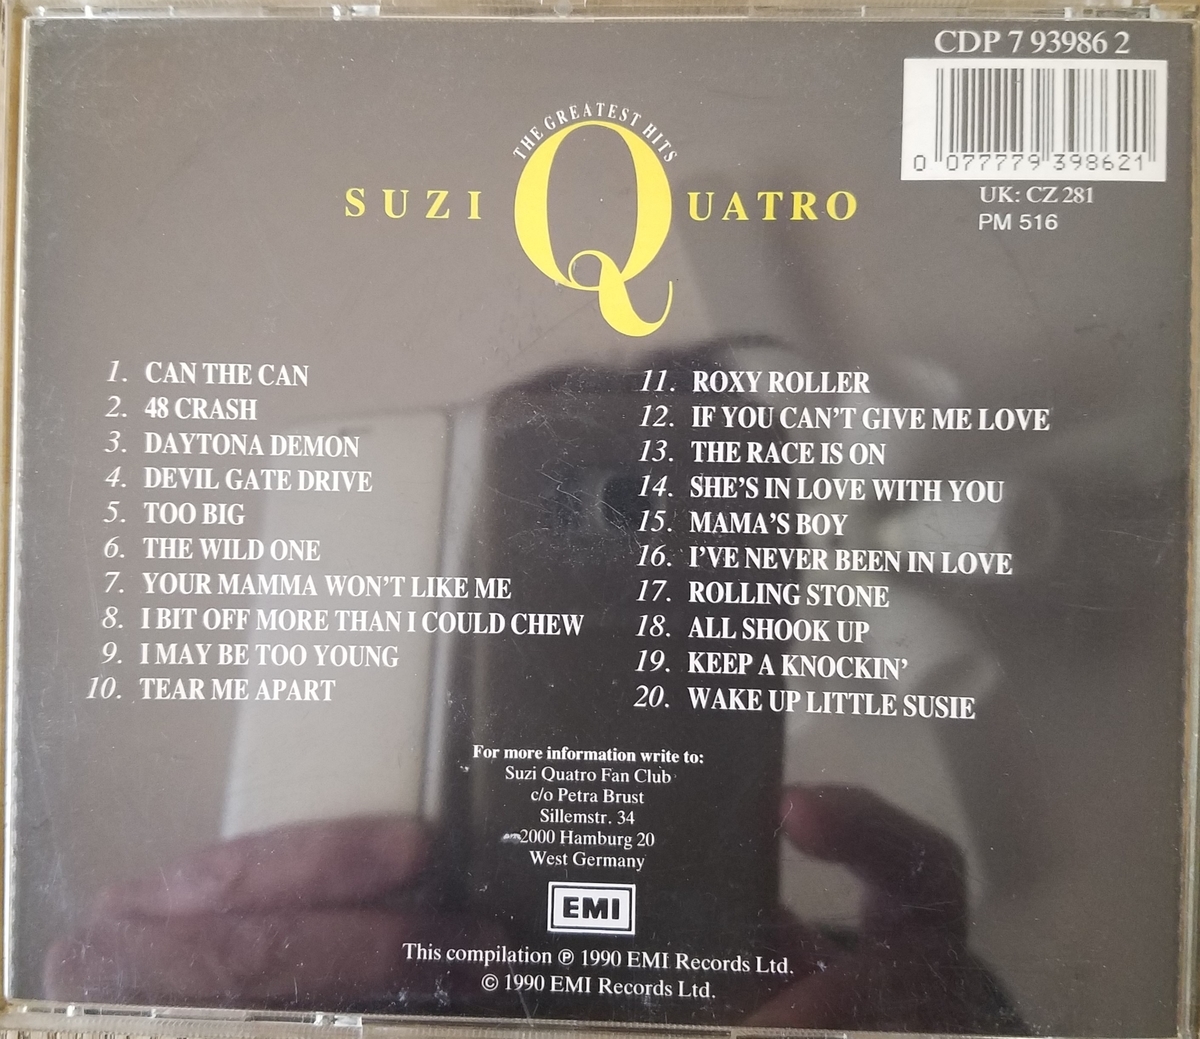 CDP 7 93986 2
0 077779 398621
UK: CZ 281
PM 516
THE GREATEST HITS
SUZI QUATRO
1. CAN THE CAN
2. 48 CRASH
3. DAYTONA DEMON
4. DEVIL GATE DRIVE
5. TOO BIG
6. THE WILD ONE
7. YOUR MAMMA WON'T LIKE ME
8. I BIT OFF MORE THAN I COULD CHEW
9. I MAY BE TOO YOUNG
10. TEAR ME APART
11. ROXY ROLLER
12. IF YOU CAN'T GIVE ME LOVE
13. THE RACE IS ON
14. SHE'S IN LOVE WITH YOU
15. MAMA'S BOY
16. I'VE NEVER BEEN IN LOVE
17. ROLLING STONE
18. ALL SHOOK UP
19. KEEP A KNOCKIN'
20. WAKE UP LITTLE SUSIE
For more information write to:
Suzi Quatro Fan Club
c/o Petra Brust
Sillemstr. 34
2000 Hamburg 20
West Germany
EMI
This compilation ℗ 1990 EMI Records Ltd.
© 1990 EMI Records Ltd.